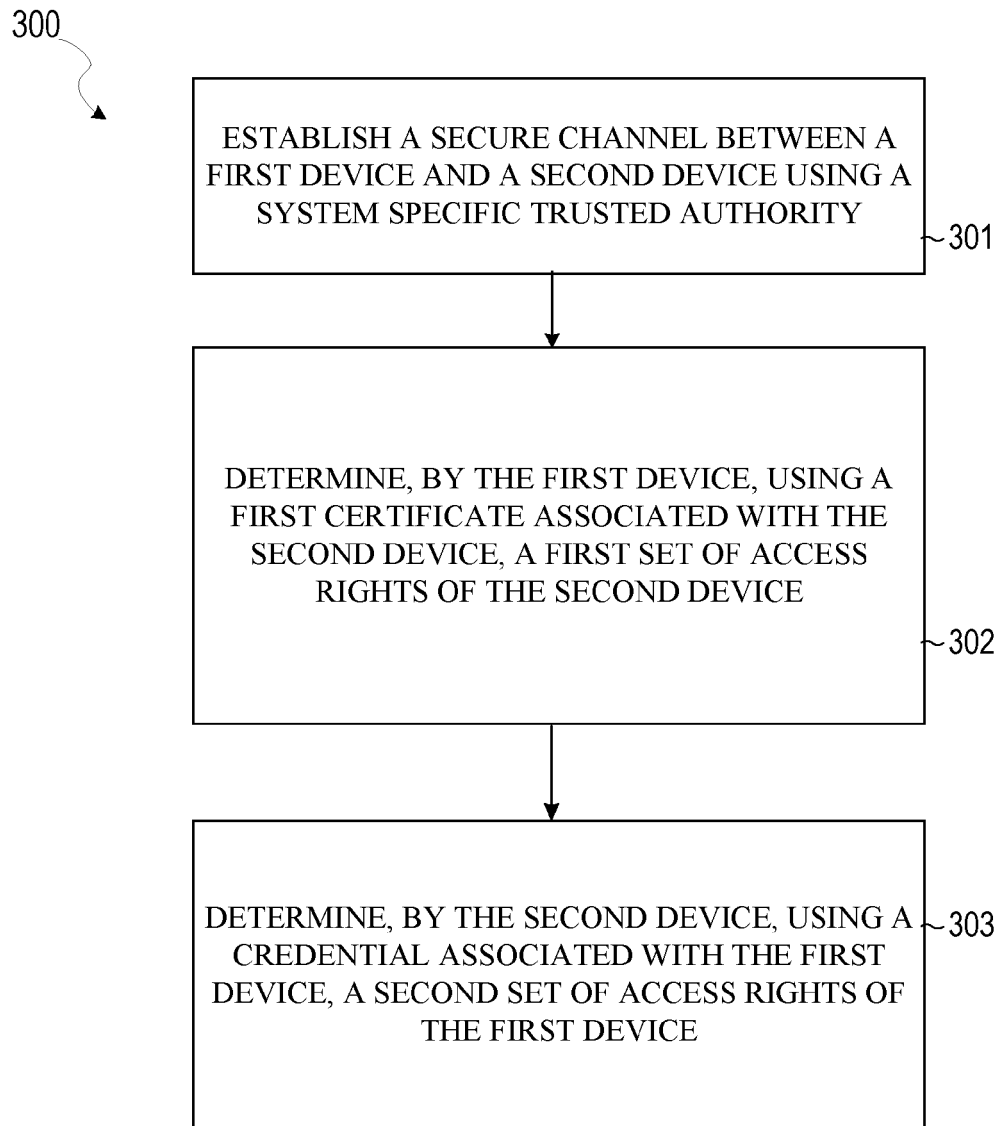 300
ESTABLISH A SECURE CHANNEL BETWEEN A
FIRST DEVICE AND A SECOND DEVICE USING A
SYSTEM SPECIFIC TRUSTED AUTHORITY
301
DETERMINE, BY THE FIRST DEVICE, USING A
FIRST CERTIFICATE ASSOCIATED WITH THE
SECOND DEVICE, A FIRST SET OF ACCESS
RIGHTS OF THE SECOND DEVICE
302
DETERMINE, BY THE SECOND DEVICE, USING A
CREDENTIAL ASSOCIATED WITH THE FIRST
DEVICE, A SECOND SET OF ACCESS RIGHTS OF
THE FIRST DEVICE
303